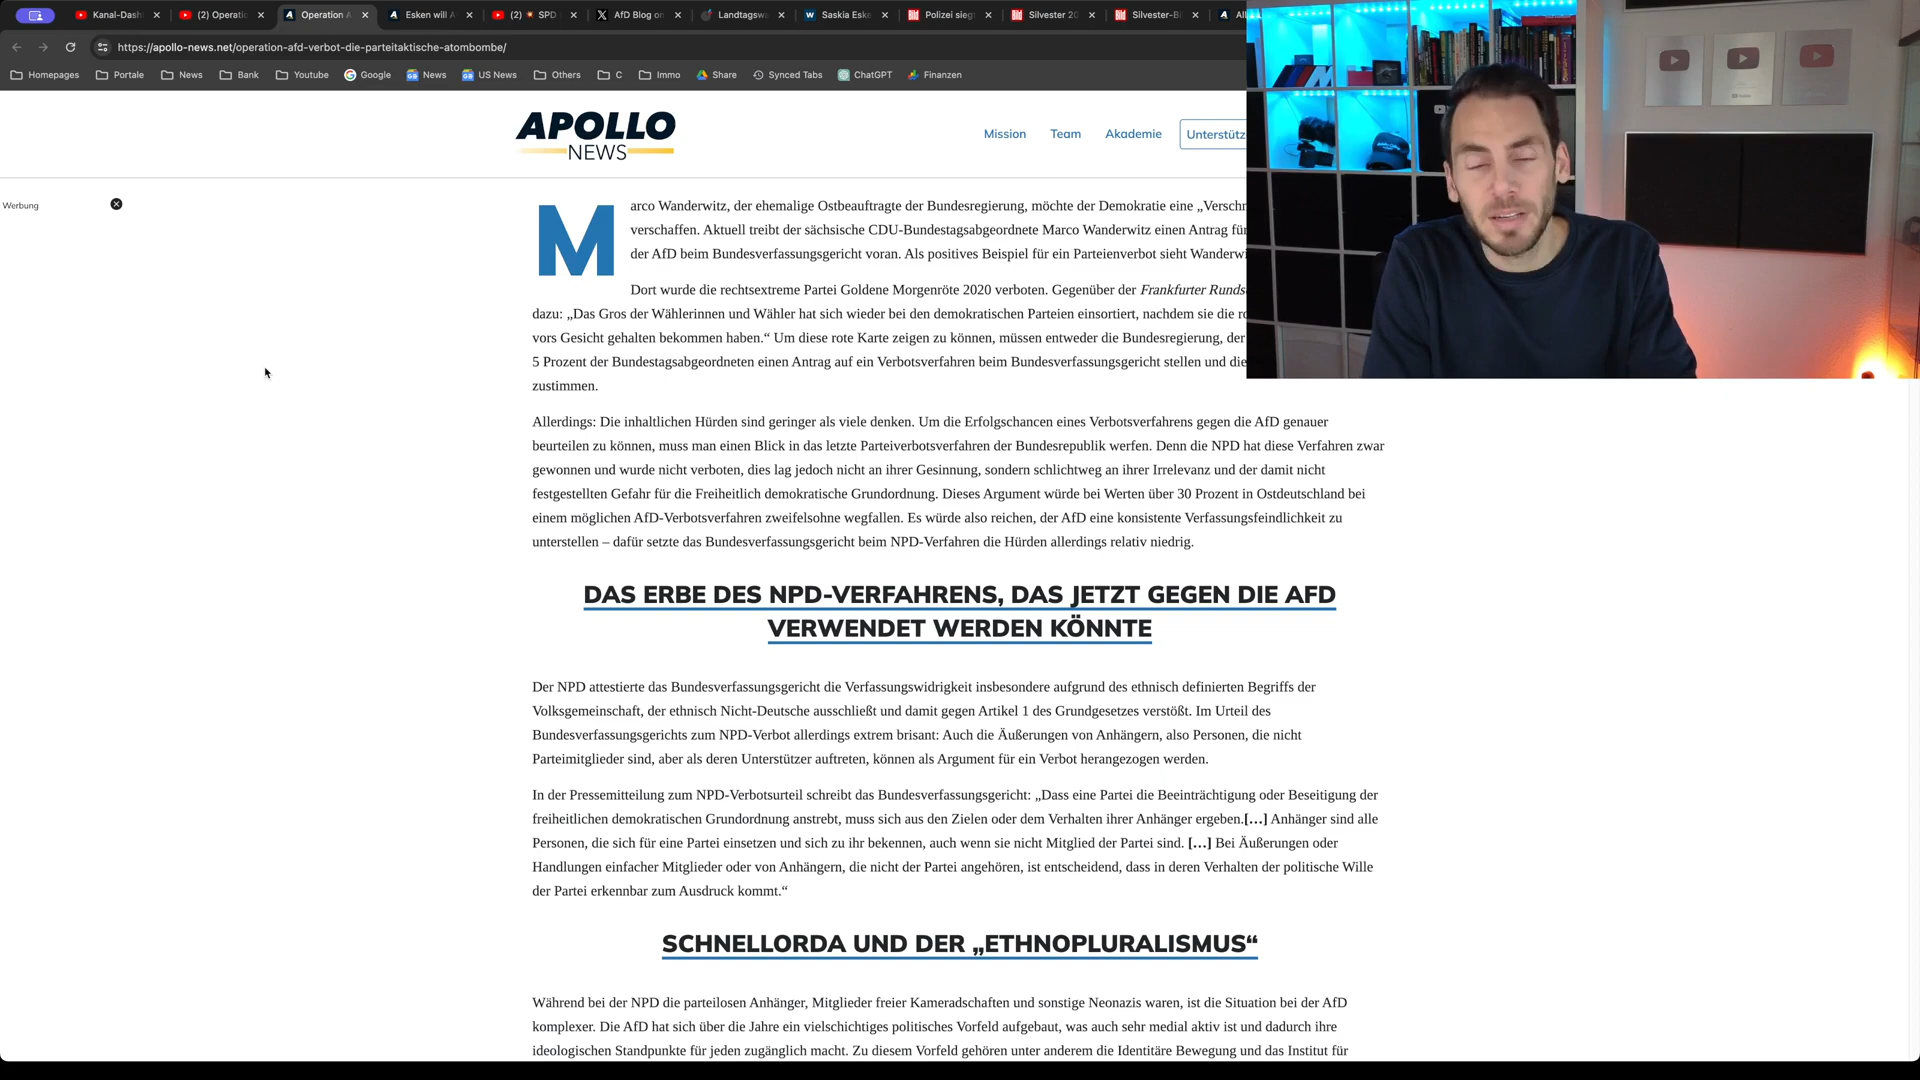 Kanal-Dash
(2) Operatio
Operation A
Esken will A
(2) SPD
AfD Blog on
Landtagswa
Saskia Eske
Polizei sieg
Silvester 20
Silvester-Bi
https://apollo-news.net/operation-afd-verbot-die-parteitaktische-atombombe/
Homepages
Portale
News
Bank
Youtube
Google
News
US News
Others
C
Immo
Share
Synced Tabs
ChatGPT
Finanzen
APOLLO
NEWS
Mission
Team
Akademie
Unterstütz
Werbung
Marco Wanderwitz, der ehemalige Ostbeauftragte der Bundesregierung, möchte der Demokratie eine „Verschn
verschaffen. Aktuell treibt der sächsische CDU-Bundestagsabgeordnete Marco Wanderwitz einen Antrag für
der AfD beim Bundesverfassungsgericht voran. Als positives Beispiel für ein Parteienverbot sieht Wanderwi
Dort wurde die rechtsextreme Partei Goldene Morgenröte 2020 verboten. Gegenüber der Frankfurter Runds
dazu: „Das Gros der Wählerinnen und Wähler hat sich wieder bei den demokratischen Parteien einsortiert, nachdem sie die ro
vors Gesicht gehalten bekommen haben.“ Um diese rote Karte zeigen zu können, müssen entweder die Bundesregierung, der
5 Prozent der Bundestagsabgeordneten einen Antrag auf ein Verbotsverfahren beim Bundesverfassungsgericht stellen und die
zustimmen.
Allerdings: Die inhaltlichen Hürden sind geringer als viele denken. Um die Erfolgschancen eines Verbotsverfahrens gegen die AfD genauer
beurteilen zu können, muss man einen Blick in das letzte Parteiverbotsverfahren der Bundesrepublik werfen. Denn die NPD hat diese Verfahren zwar
gewonnen und wurde nicht verboten, dies lag jedoch nicht an ihrer Gesinnung, sondern schlichtweg an ihrer Irrelevanz und der damit nicht
festgestellten Gefahr für die Freiheitlich demokratische Grundordnung. Dieses Argument würde bei Werten über 30 Prozent in Ostdeutschland bei
einem möglichen AfD-Verbotsverfahren zweifelsohne wegfallen. Es würde also reichen, der AfD eine konsistente Verfassungsfeindlichkeit zu
unterstellen – dafür setzte das Bundesverfassungsgericht beim NPD-Verfahren die Hürden allerdings relativ niedrig.
DAS ERBE DES NPD-VERFAHRENS, DAS JETZT GEGEN DIE AFD
VERWENDET WERDEN KÖNNTE
Der NPD attestierte das Bundesverfassungsgericht die Verfassungswidrigkeit insbesondere aufgrund des ethnisch definierten Begriffs der
Volksgemeinschaft, der ethnisch Nicht-Deutsche ausschließt und damit gegen Artikel 1 des Grundgesetzes verstößt. Im Urteil des
Bundesverfassungsgerichts zum NPD-Verbot allerdings extrem brisant: Auch die Äußerungen von Anhängern, also Personen, die nicht
Parteimitglieder sind, aber als deren Unterstützer auftreten, können als Argument für ein Verbot herangezogen werden.
In der Pressemitteilung zum NPD-Verbotsurteil schreibt das Bundesverfassungsgericht: „Dass eine Partei die Beeinträchtigung oder Beseitigung der
freiheitlichen demokratischen Grundordnung anstrebt, muss sich aus den Zielen oder dem Verhalten ihrer Anhänger ergeben.[…] Anhänger sind alle
Personen, die sich für eine Partei einsetzen und sich zu ihr bekennen, auch wenn sie nicht Mitglied der Partei sind. […] Bei Äußerungen oder
Handlungen einfacher Mitglieder oder von Anhängern, die nicht der Partei angehören, ist entscheidend, dass in deren Verhalten der politische Wille
der Partei erkennbar zum Ausdruck kommt.“
SCHNELLORDA UND DER „ETHNOPLURALISMUS“
Während bei der NPD die parteilosen Anhänger, Mitglieder freier Kameradschaften und sonstige Neonazis waren, ist die Situation bei der AfD
komplexer. Die AfD hat sich über die Jahre ein vielschichtiges politisches Vorfeld aufgebaut, was auch sehr medial aktiv ist und dadurch ihre
ideologischen Standpunkte für jeden zugänglich macht. Zu diesem Vorfeld gehören unter anderem die Identitäre Bewegung und das Institut für